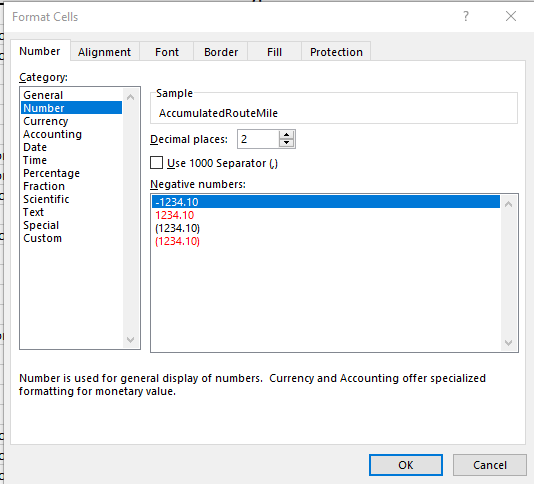 Format Cells
? ×
Number Alignment Font Border Fill Protection
Category:
General
Number
Currency
Accounting
Date
Time
Percentage
Fraction
Scientific
Text
Special
Custom
Sample
AccumulatedRouteMile
Decimal places: 2
Use 1000 Separator (,)
Negative numbers:
-1234.10
1234.10
(1234.10)
(1234.10)
Number is used for general display of numbers.  Currency and Accounting offer specialized
formatting for monetary value.
OK Cancel